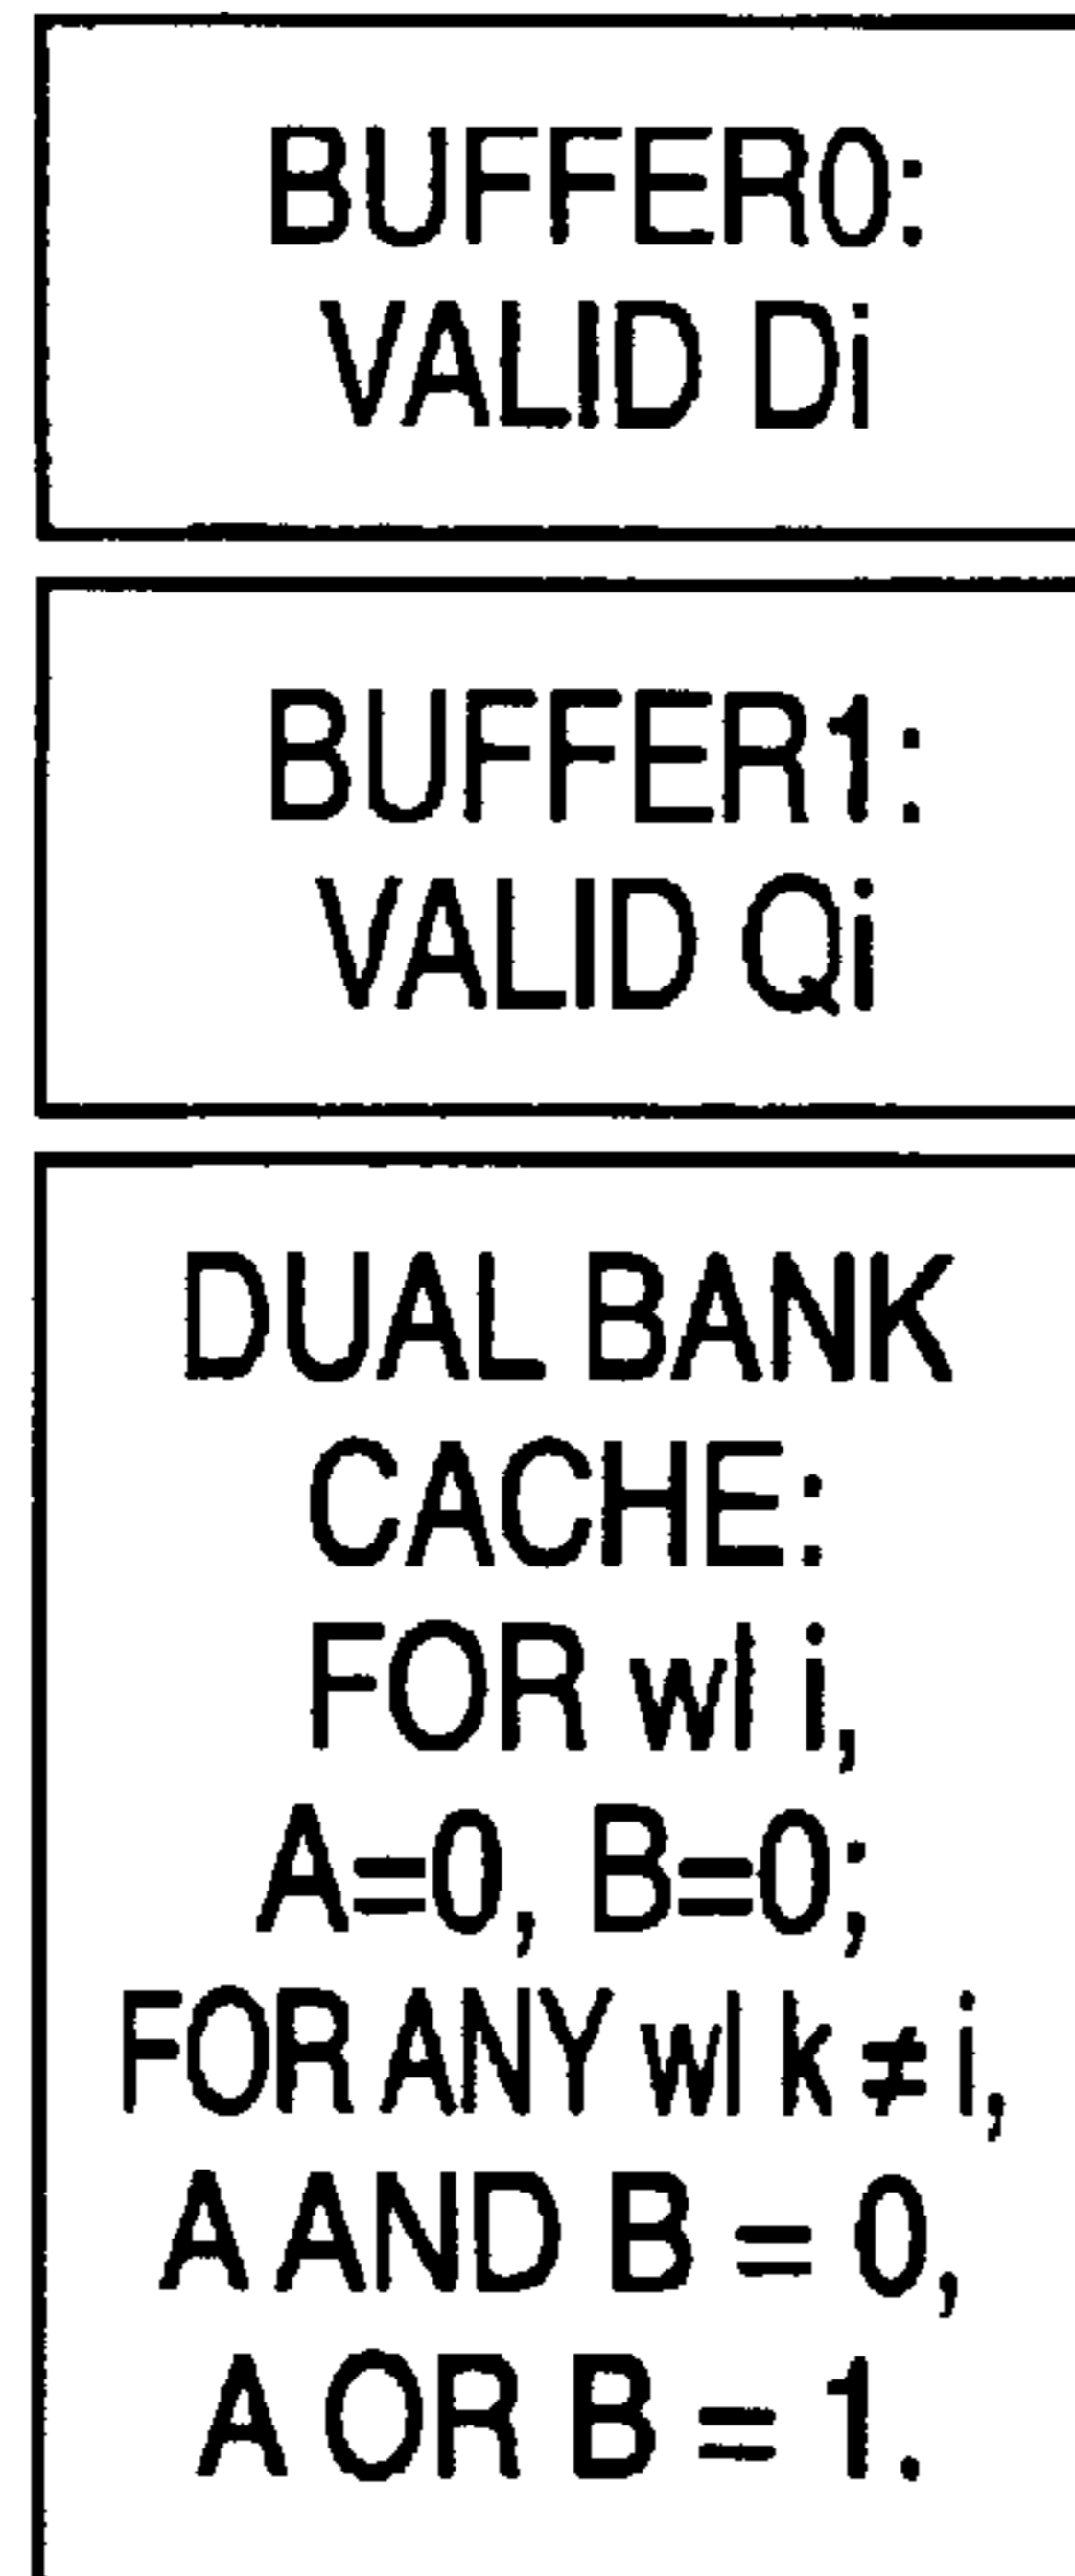 BUFFER0:
VALID Di
BUFFER1:
VALID Qi
DUAL BANK
CACHE:
FOR wl i,
A=0, B=0;
FOR ANY wl k ≠ i,
A AND B = 0,
A OR B = 1.